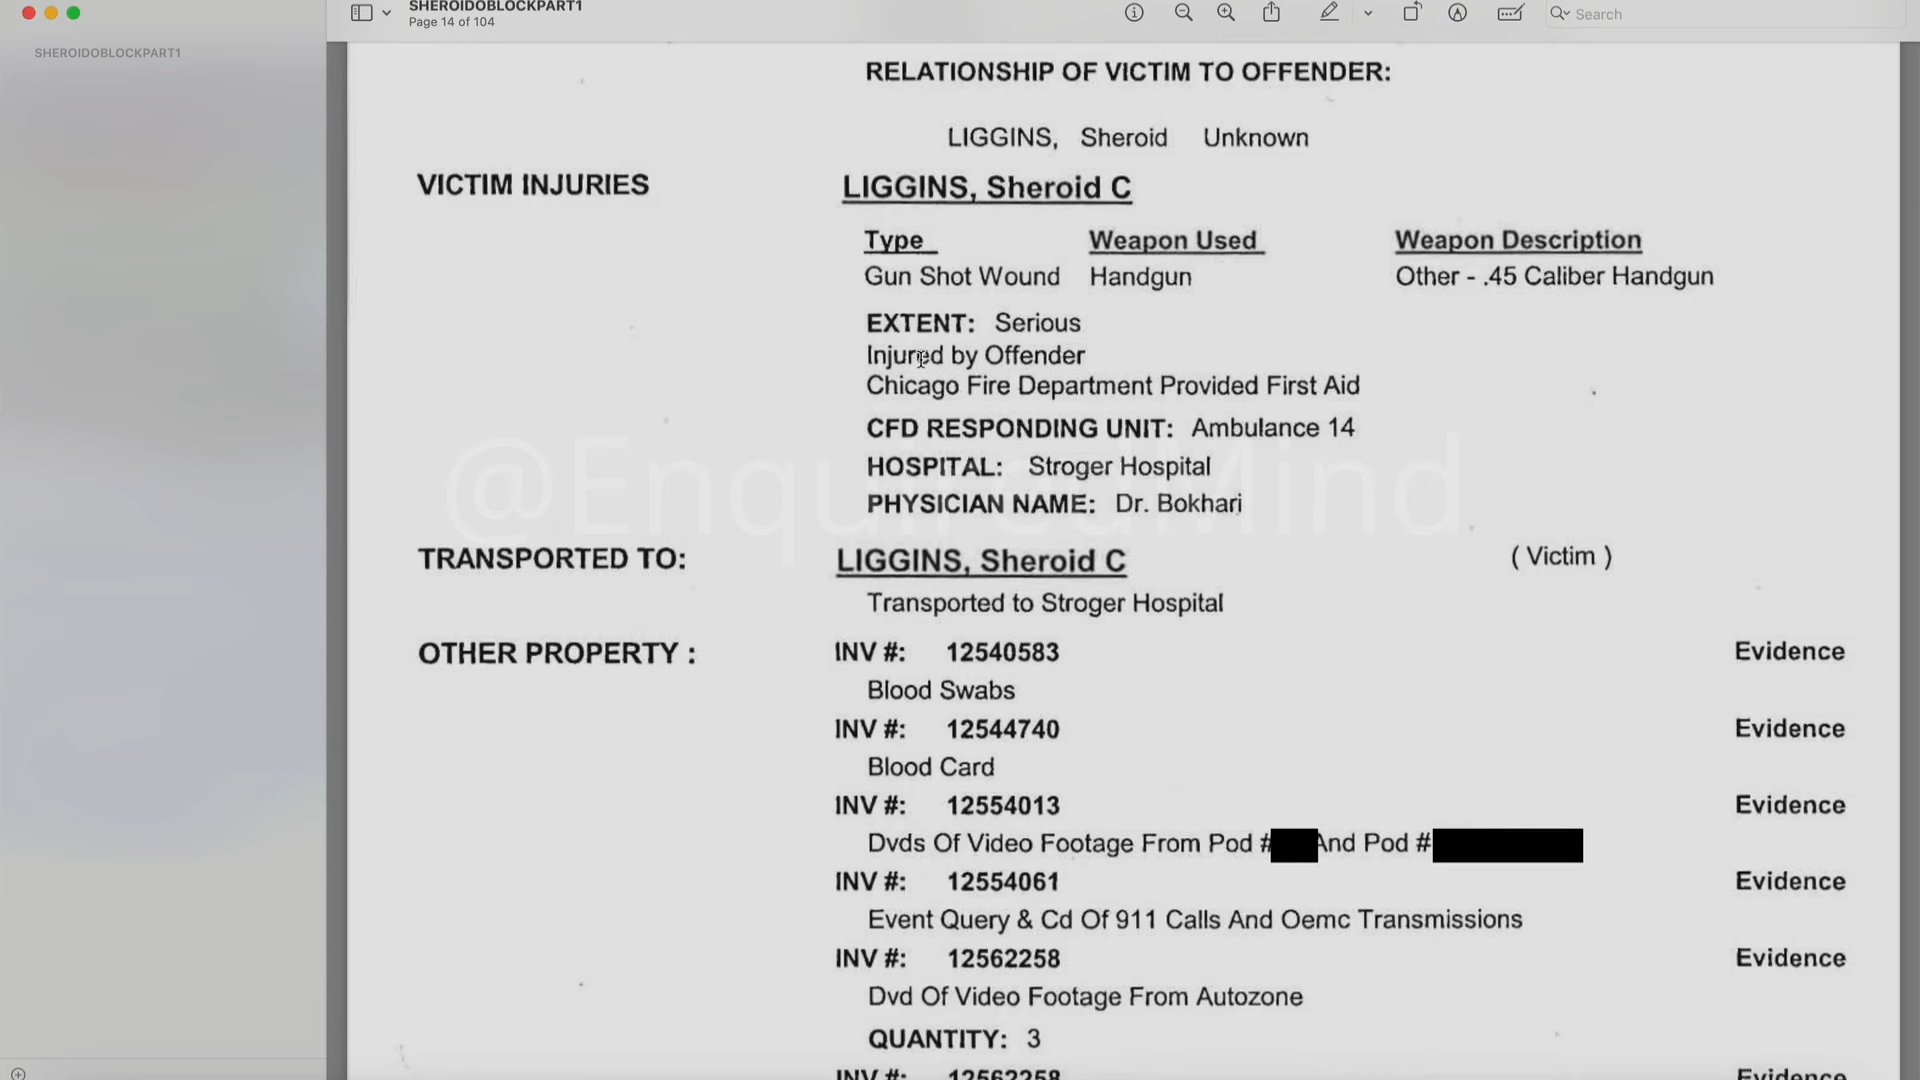 SHEROIDOBLOCKPART1
Page 14 of 104
Search
SHEROIDOBLOCKPART1
RELATIONSHIP OF VICTIM TO OFFENDER:
LIGGINS, Sheroid Unknown
VICTIM INJURIES LIGGINS, Sheroid C
Type Weapon Used Weapon Description
Gun Shot Wound Handgun Other - .45 Caliber Handgun
EXTENT: Serious
Injured by Offender
Chicago Fire Department Provided First Aid
CFD RESPONDING UNIT: Ambulance 14
@EnquiredMind
HOSPITAL: Stroger Hospital
PHYSICIAN NAME: Dr. Bokhari
TRANSPORTED TO: LIGGINS, Sheroid C ( Victim )
Transported to Stroger Hospital
OTHER PROPERTY : INV #: 12540583 Evidence
Blood Swabs
INV #: 12544740 Evidence
Blood Card
INV #: 12554013 Evidence
Dvds Of Video Footage From Pod # And Pod #
INV #: 12554061 Evidence
Event Query & Cd Of 911 Calls And Oemc Transmissions
INV #: 12562258 Evidence
Dvd Of Video Footage From Autozone
QUANTITY: 3
INV #: 12562258 Evidence